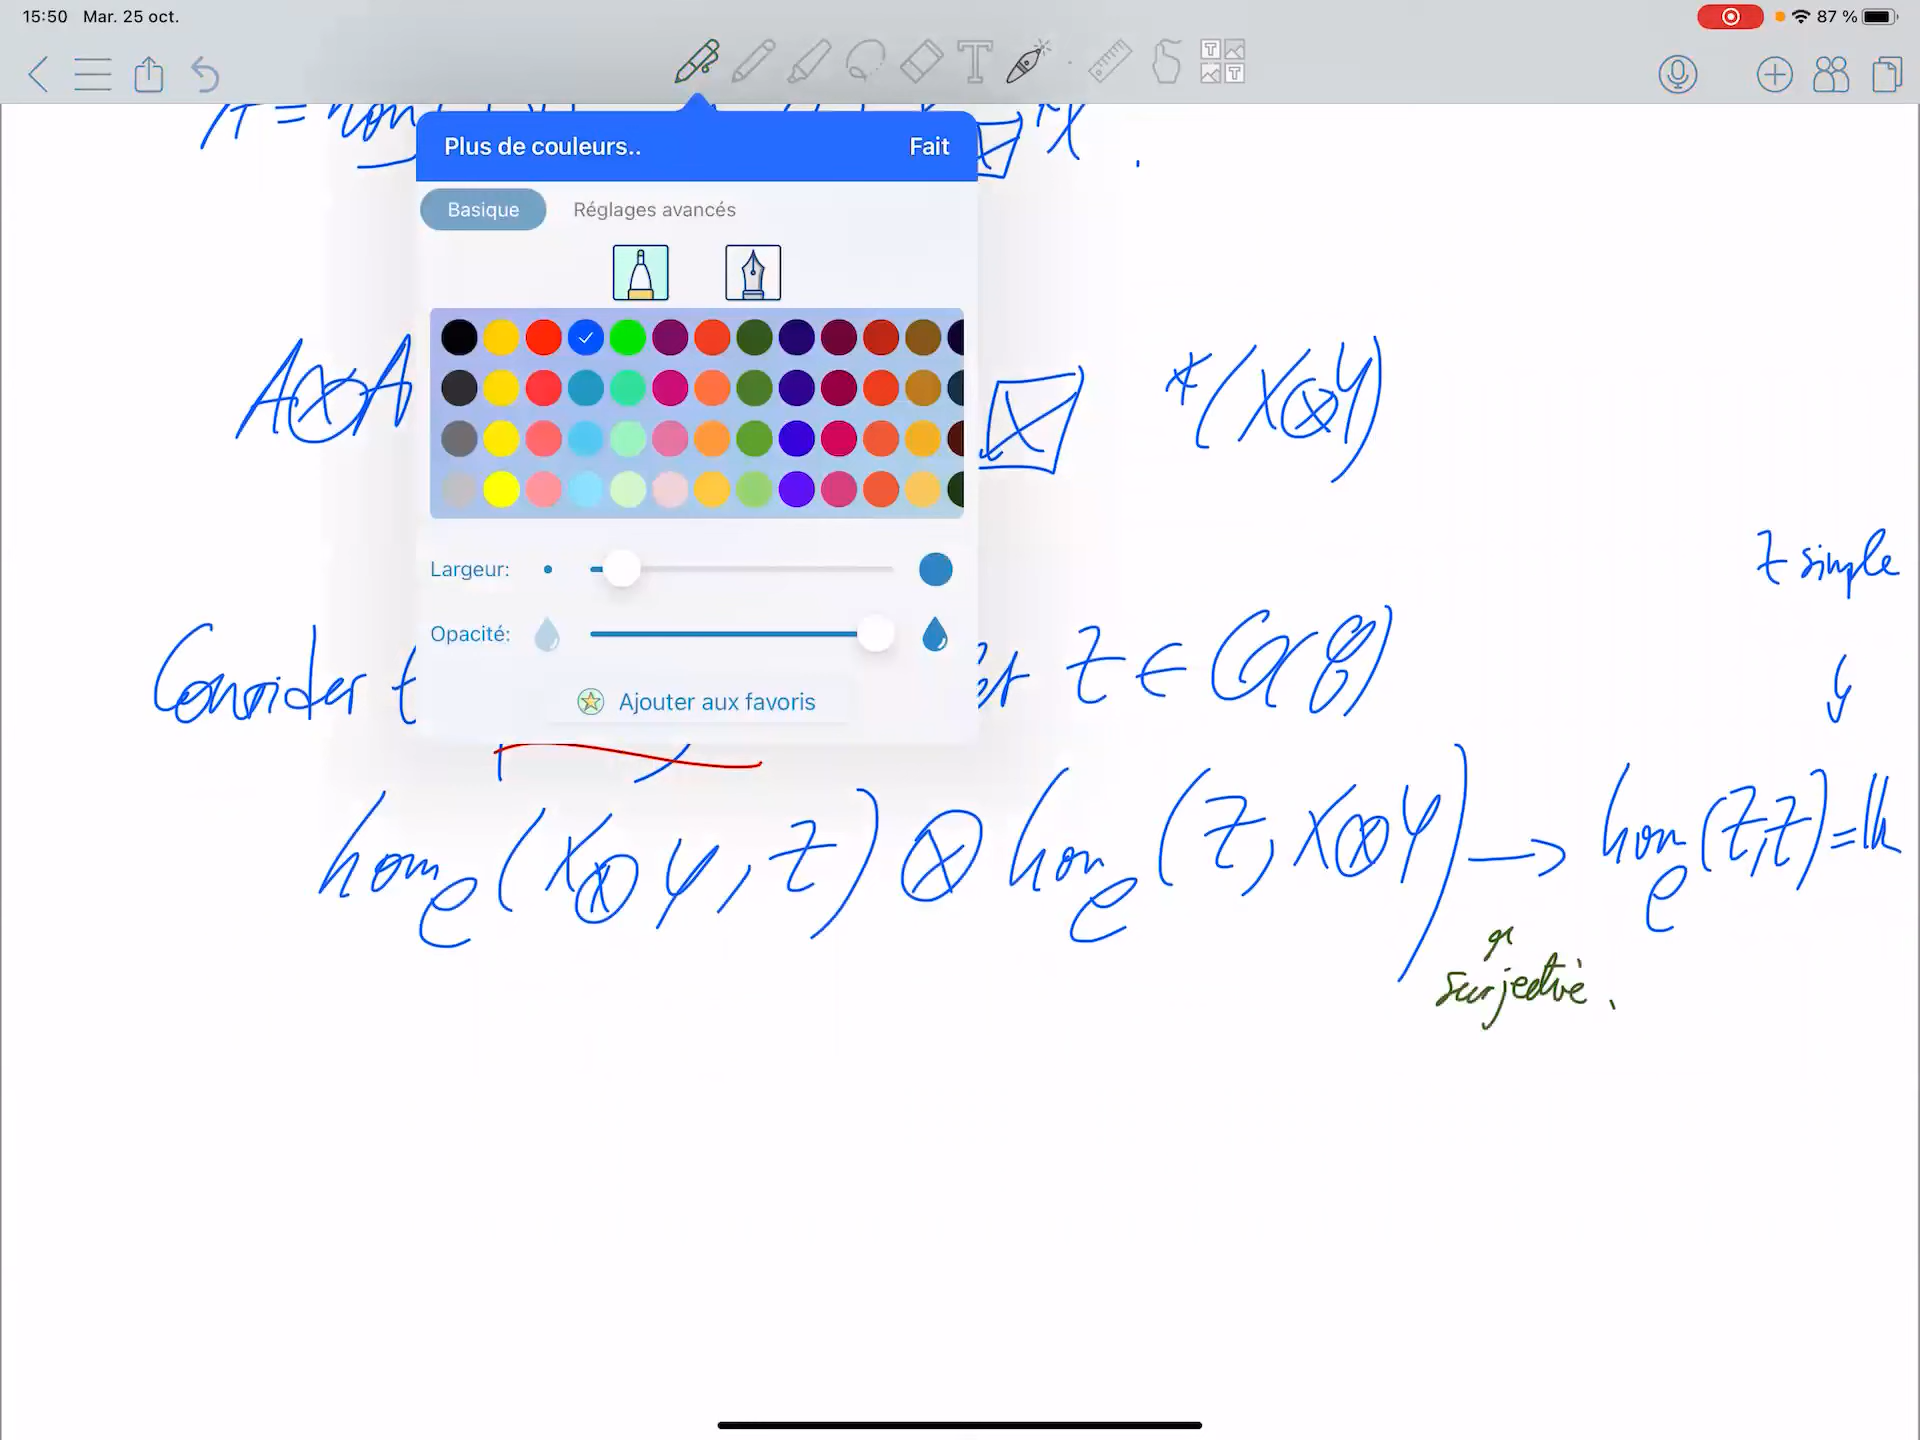 15:50 Mar. 25 oct. 87 %
A = hom X .
Plus de couleurs.. Fait
Basique Réglages avancés
A⊗A ⊠ *(X⊗Y)
Largeur:
Z simple
Opacité:
Consider Z ∈ O(C)
Ajouter aux favoris
hom_C (X⊗Y, Z) ⊗ hom_C (Z, X⊗Y) → hom_C (Z,Z) = 𝕜
surjective.